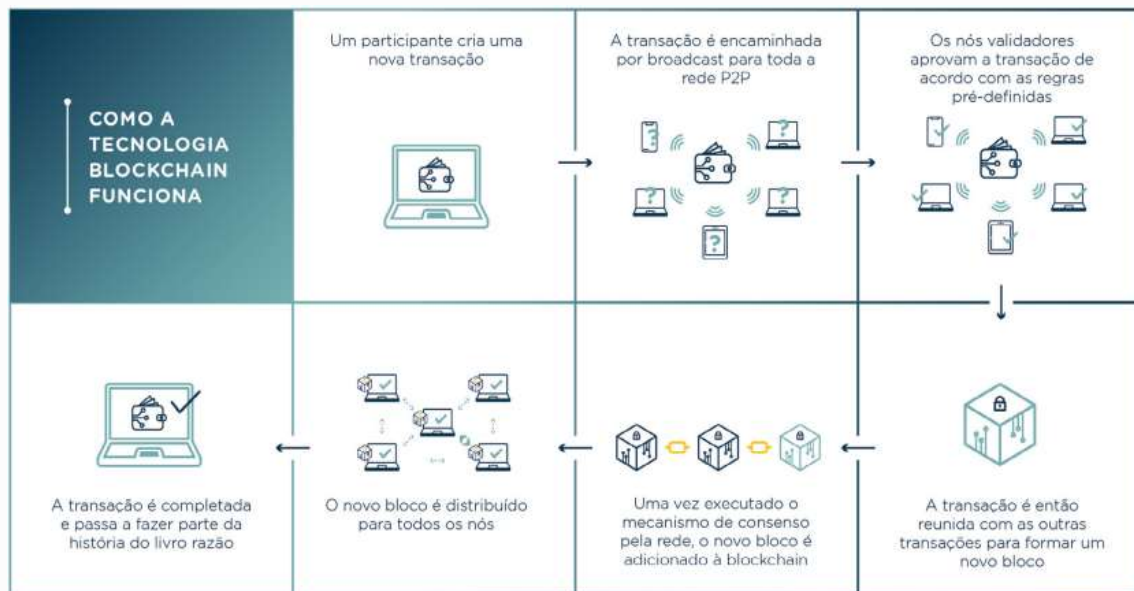 COMO A
TECNOLOGIA
BLOCKCHAIN
FUNCIONA
Um participante cria uma
nova transação
A transação é encaminhada
por broadcast para toda a
rede P2P
?
?
?
?
?
Os nós validadores
aprovam a transação de
acordo com as regras
pré-definidas
A transação é então
reunida com as outras
transações para formar um
novo bloco
Uma vez executado o
mecanismo de consenso
pela rede, o novo bloco é
adicionado à blockchain
O novo bloco é distribuído
para todos os nós
A transação é completada
e passa a fazer parte da
história do livro razão